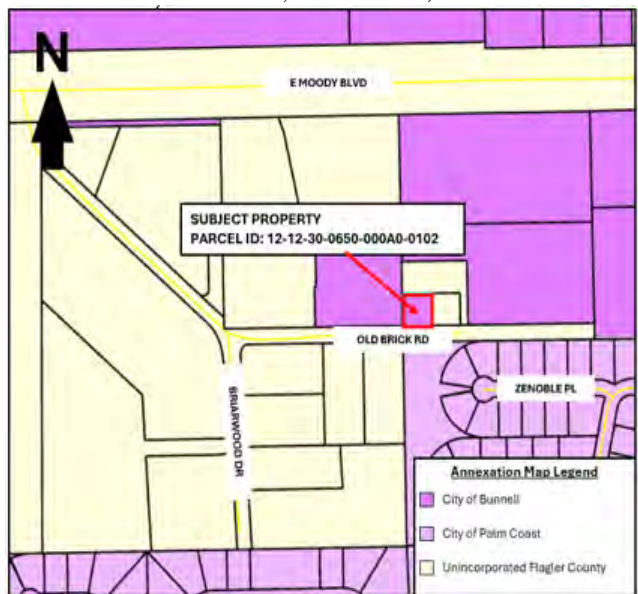 N
E MOODY BLVD
SUBJECT PROPERTY
PARCEL ID: 12-12-30-0650-000A0-0102
OLD BRICK RD
ZENOBLE PL
BRIARWOOD DR
Annexation Map Legend
City of Bunnell
City of Palm Coast
Unincorporated Flagler County